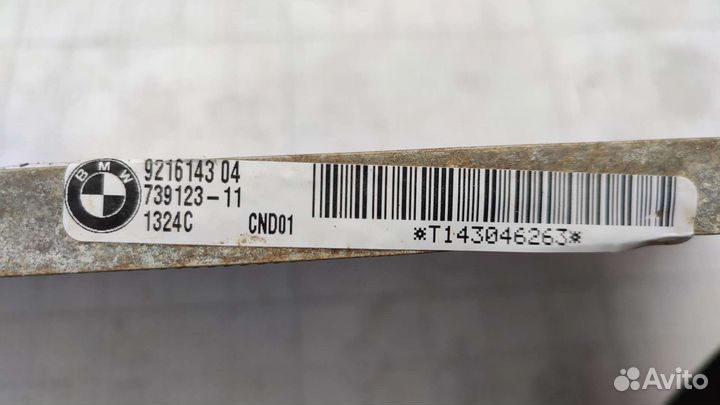 BMW
9216143 04
739123-11
1324C CND01
*T143046263*
Avito